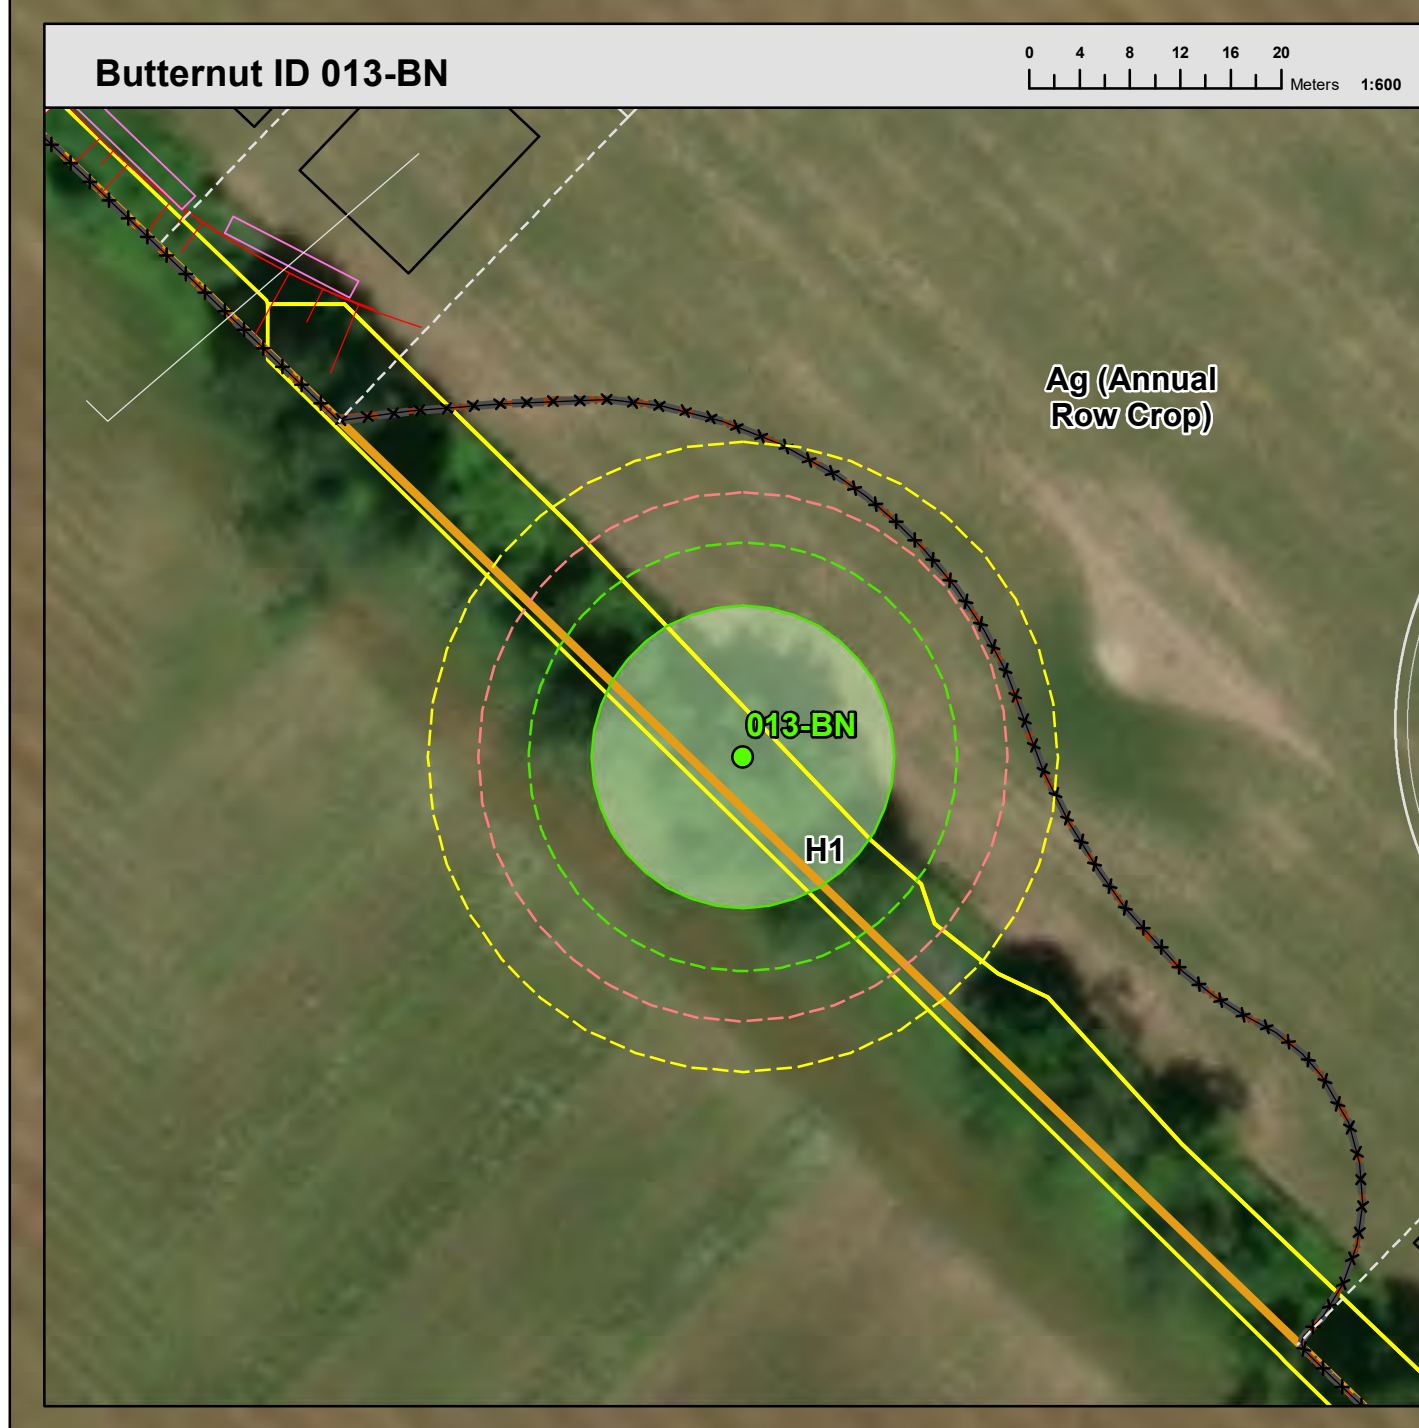 Butternut ID 013-BN
0 4 8 12 16 20
Meters 1:600
Ag (Annual
Row Crop)
013-BN
H1